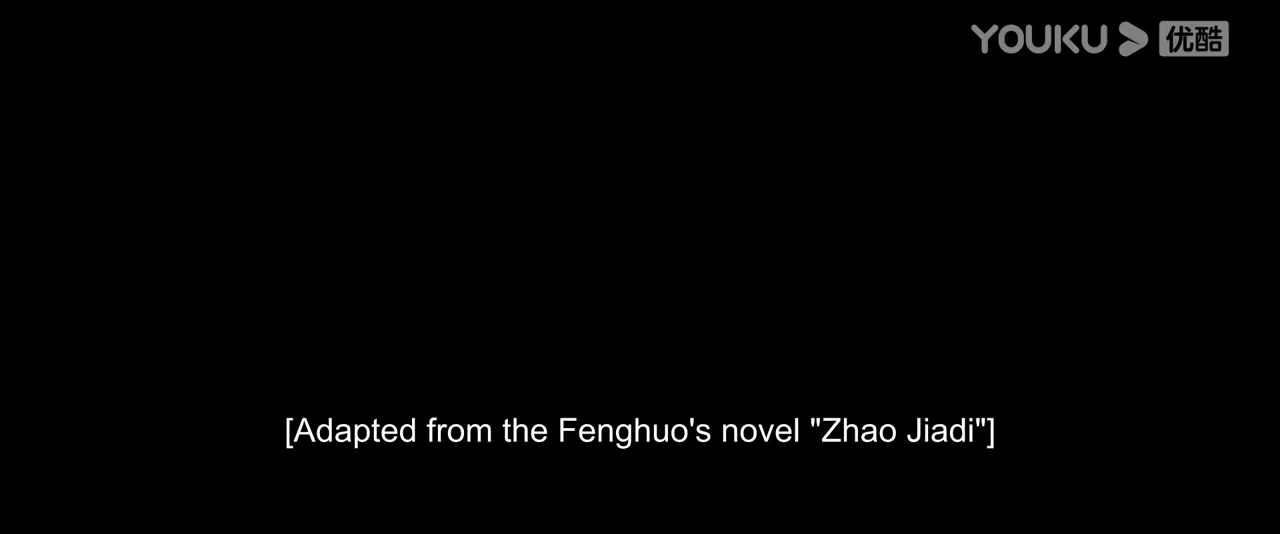 YOUKU 优酷
[Adapted from the Fenghuo's novel "Zhao Jiadi"]